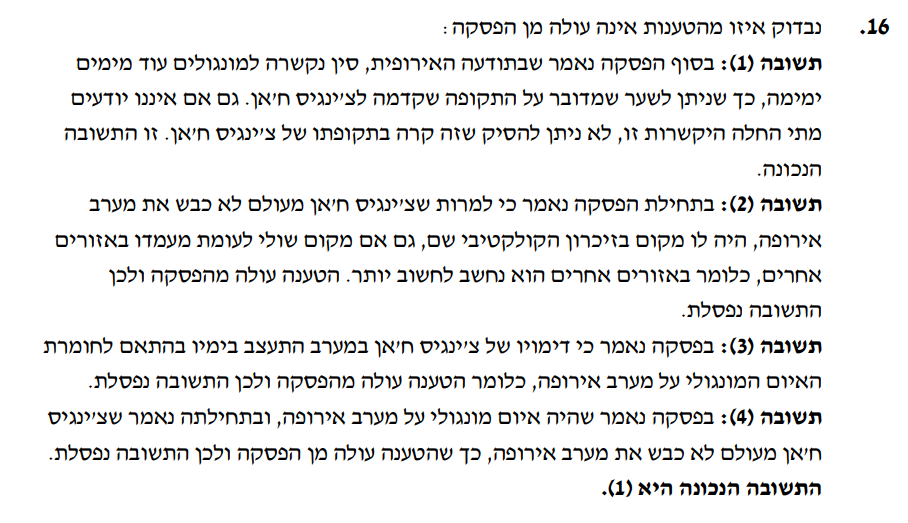 16. נבדוק איזו מהטענות אינה עולה מן הפסקה:
תשובה (1): בסוף הפסקה נאמר שבתודעה האירופית, סין נקשרה למונגולים עוד מימים
ימימה, כך שניתן לשער שמדובר על התקופה שקדמה לצ'ינגיס ח'אן. גם אם איננו יודעים
מתי החלה היקשרות זו, לא ניתן להסיק שזה קרה בתקופתו של צ'ינגיס ח'אן. זו התשובה
הנכונה.
תשובה (2): בתחילת הפסקה נאמר כי למרות שצ'ינגיס ח'אן מעולם לא כבש את מערב
אירופה, היה לו מקום בזיכרון הקולקטיבי שם, גם אם מקום שולי לעומת מעמדו באזורים
אחרים, כלומר באזורים אחרים הוא נחשב לחשוב יותר. הטענה עולה מהפסקה ולכן
התשובה נפסלת.
תשובה (3): בפסקה נאמר כי דימויו של צ'ינגיס ח'אן במערב התעצב בימיו בהתאם לחומרת
האיום המונגולי על מערב אירופה, כלומר הטענה עולה מהפסקה ולכן התשובה נפסלת.
תשובה (4): בפסקה נאמר שהיה איום מונגולי על מערב אירופה, ובתחילתה נאמר שצ'ינגיס
ח'אן מעולם לא כבש את מערב אירופה, כך שהטענה עולה מן הפסקה ולכן התשובה נפסלת.
התשובה הנכונה היא (1).